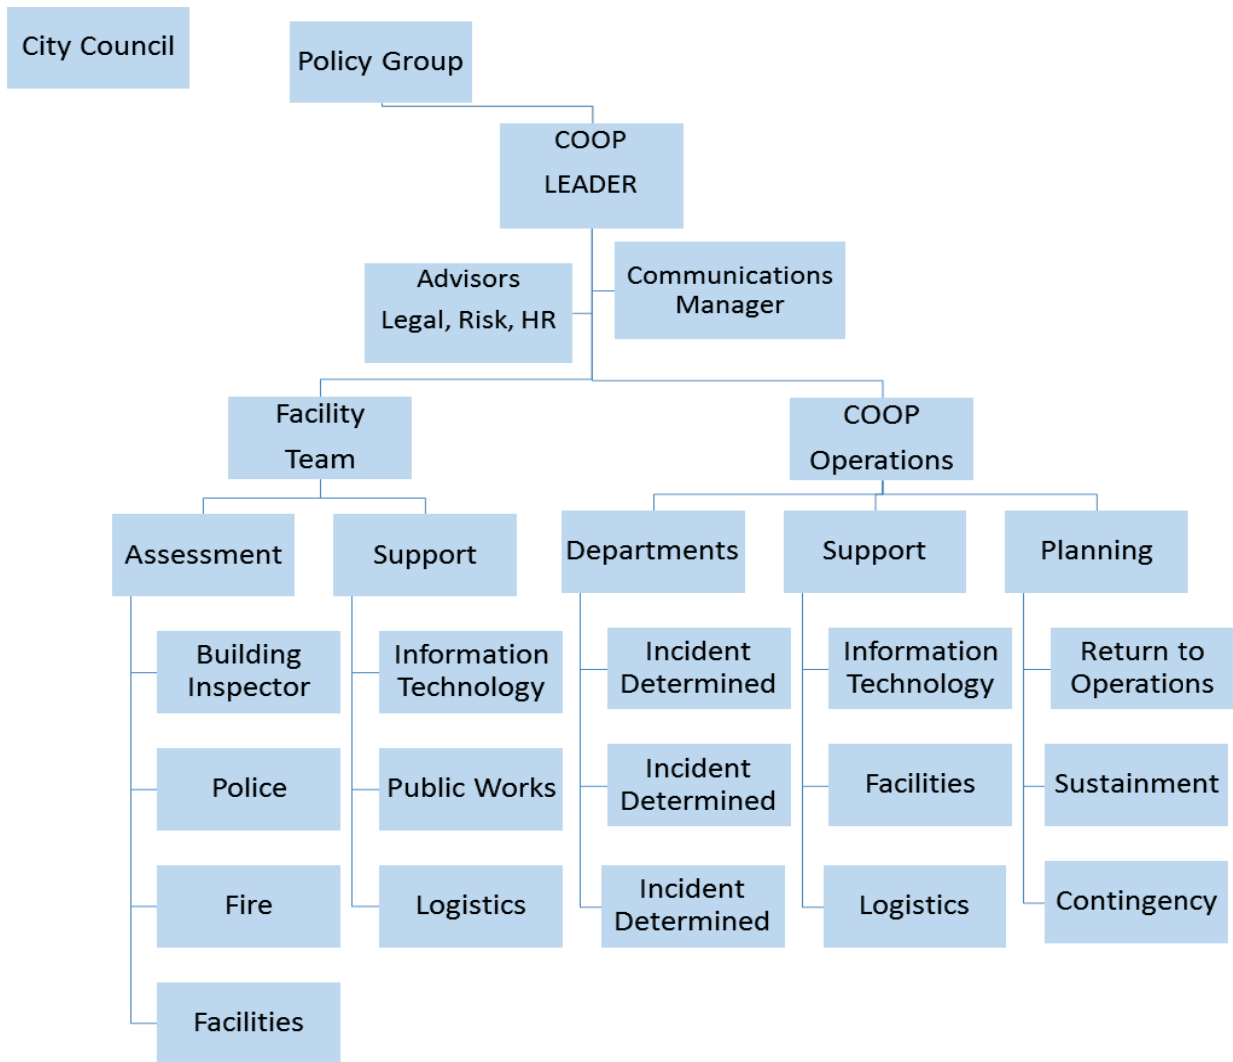 City Council
Policy Group
COOP
LEADER
Advisors
Legal, Risk, HR
Communications
Manager
Facility
Team
COOP
Operations
Assessment
Support
Departments
Support
Planning
Building
Inspector
Information
Technology
Incident
Determined
Information
Technology
Return to
Operations
Police
Public Works
Incident
Determined
Facilities
Sustainment
Fire
Logistics
Incident
Determined
Logistics
Contingency
Facilities